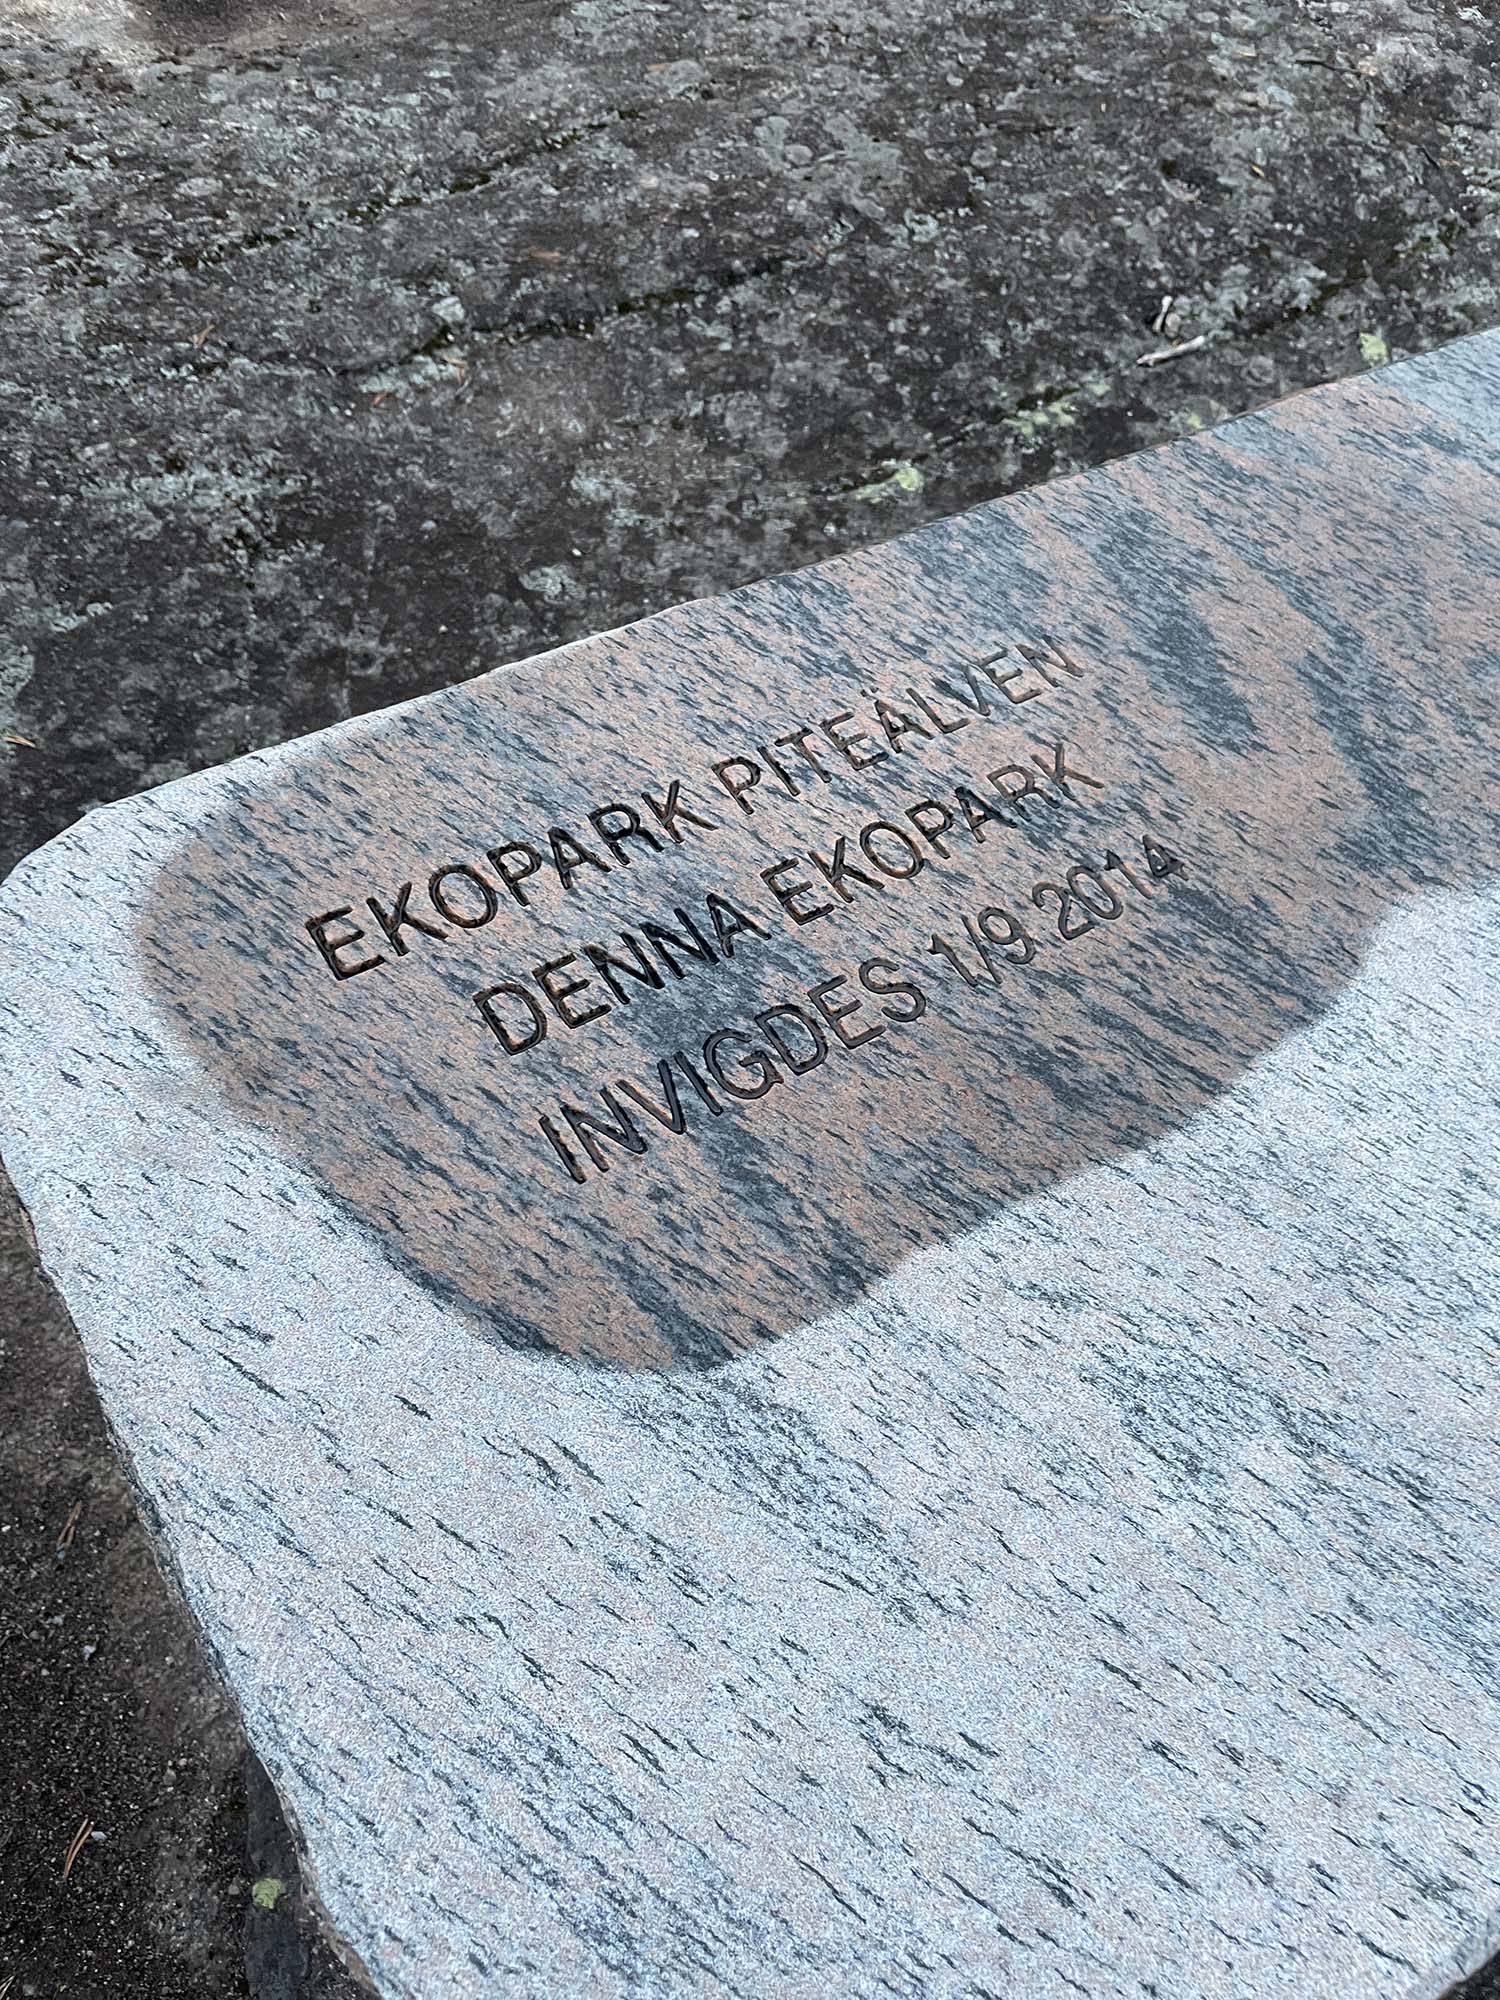 EKOPARK PITEÄLVEN
DENNA EKOPARK
INVIGDES 1/9 2014